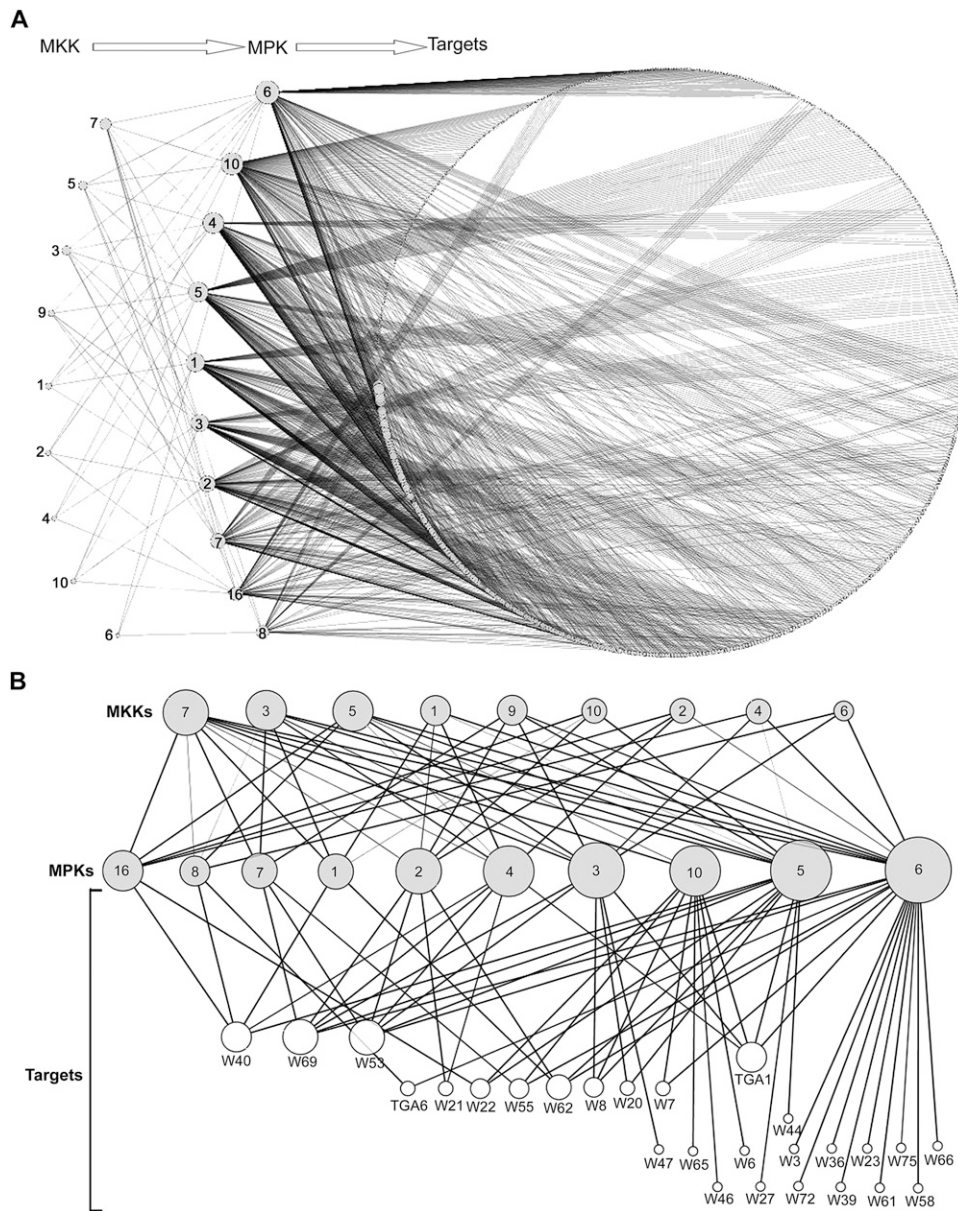 A
MKK MPK Targets
6
7
10
5
4
3
5
9
1
1
3
2
2
4
7
10
16
6
8
B
MKKs 7 3 5 1 9 10 2 4 6
MPKs 16 8 7 1 2 4 3 10 5 6
Targets
W40 W69 W53 TGA1
TGA6 W21 W22 W55 W62 W8 W20 W7
W44
W47 W65 W6 W3 W36 W23 W75 W66
W46 W27 W72 W39 W61 W58